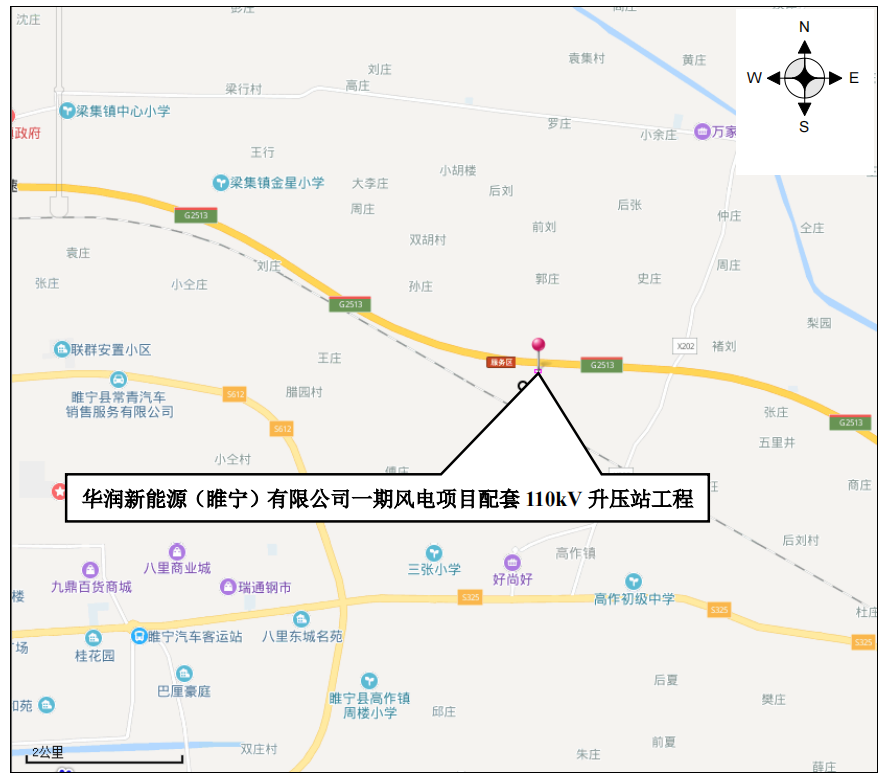 沈庄
N
袁集村
黄庄
刘庄
高庄
梁行村
W
E
梁集镇中心小学
S
罗庄
小余庄
万家
政府
王行
小胡楼
梁集镇金星小学
大李庄
后刘
周庄
后张
仲庄
G2513
前刘
仝庄
双胡村
袁庄
刘庄
周庄
张庄
小仝庄
孙庄
郭庄
史庄
G2513
梨园
X202
褚刘
联群安置小区
王庄
服务区
G2513
睢宁县常青汽车
销售服务有限公司
S612
腊园村
张庄
G2513
S612
五里井
小仝村
商庄
华润新能源（睢宁）有限公司一期风电项目配套 110kV 升压站工程
后刘村
八里商业城
三张小学
高作镇
好尚好
九鼎百货商城
瑞通钢市
高作初级中学
楼
S325
S325
杜庄
睢宁汽车客运站
八里东城名苑
S325
场
桂花园
巴厘豪庭
后夏
睢宁县高作镇
周楼小学
樊庄
和苑
邱庄
双庄村
前夏
2公里
朱庄
薛庄